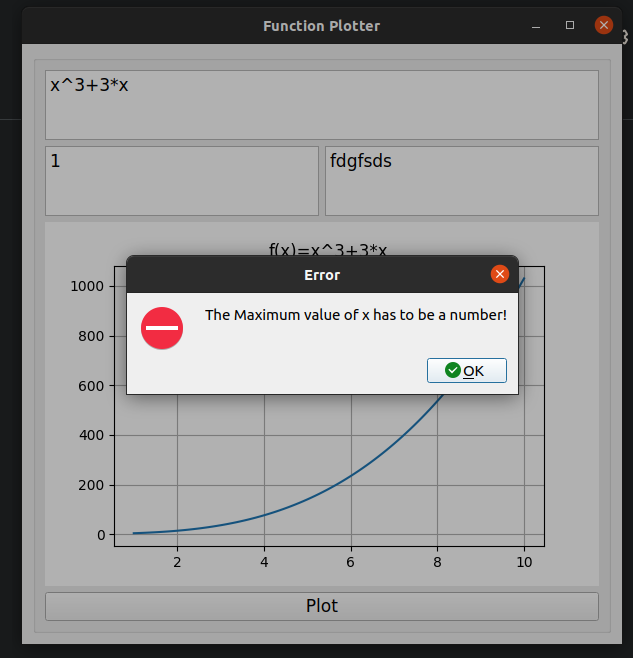 Function Plotter
x^3+3*x
1
fdgfsds
f(x)=x^3+3*x
Error
The Maximum value of x has to be a number!
OK
1000
800
600
400
200
0
2 4 6 8 10
Plot